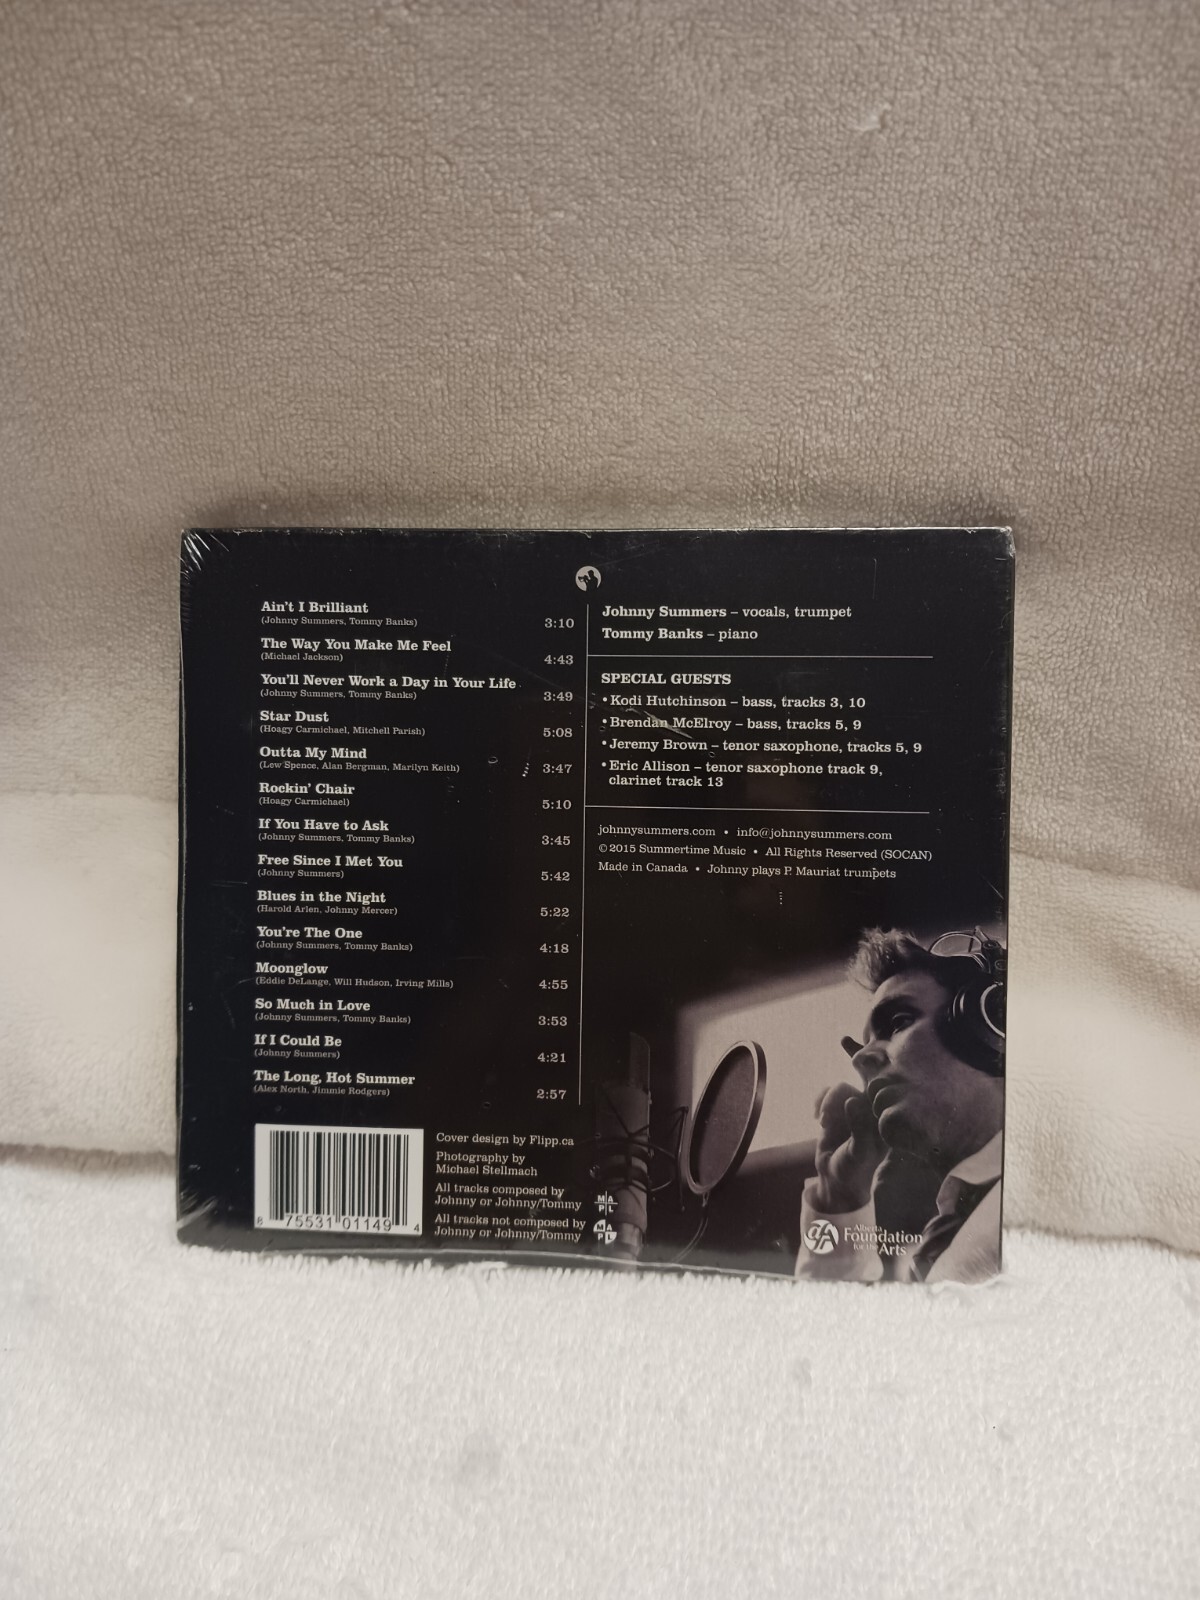 Ain't I Brilliant
(Johnny Summers, Tommy Banks) 3:10
The Way You Make Me Feel
(Michael Jackson) 4:43
You'll Never Work a Day in Your Life
(Johnny Summers, Tommy Banks) 3:49
Star Dust
(Hoagy Carmichael, Mitchell Parish) 5:08
Outta My Mind
(Lew Spence, Alan Bergman, Marilyn Keith) 3:47
Rockin' Chair
(Hoagy Carmichael) 5:10
If You Have to Ask
(Johnny Summers, Tommy Banks) 3:45
Free Since I Met You
(Johnny Summers) 5:42
Blues in the Night
(Harold Arlen, Johnny Mercer) 5:22
You're The One
(Johnny Summers, Tommy Banks) 4:18
Moonglow
(Eddie DeLange, Will Hudson, Irving Mills) 4:55
So Much in Love
(Johnny Summers, Tommy Banks) 3:53
If I Could Be
(Johnny Summers) 4:21
The Long, Hot Summer
(Alex North, Jimmie Rodgers) 2:57
Johnny Summers – vocals, trumpet
Tommy Banks – piano
SPECIAL GUESTS
• Kodi Hutchinson – bass, tracks 3, 10
• Brendan McElroy – bass, tracks 5, 9
• Jeremy Brown – tenor saxophone, tracks 5, 9
• Eric Allison – tenor saxophone track 9,
clarinet track 13
johnnysummers.com • info@johnnysummers.com
© 2015 Summertime Music • All Rights Reserved (SOCAN)
Made in Canada • Johnny plays P. Mauriat trumpets
8 75531 01149 4
Cover design by Flipp.ca
Photography by
Michael Stellmach
All tracks composed by
Johnny or Johnny/Tommy
MAPL
All tracks not composed by
Johnny or Johnny/Tommy
MAPL
afA
Alberta
Foundation
for the Arts